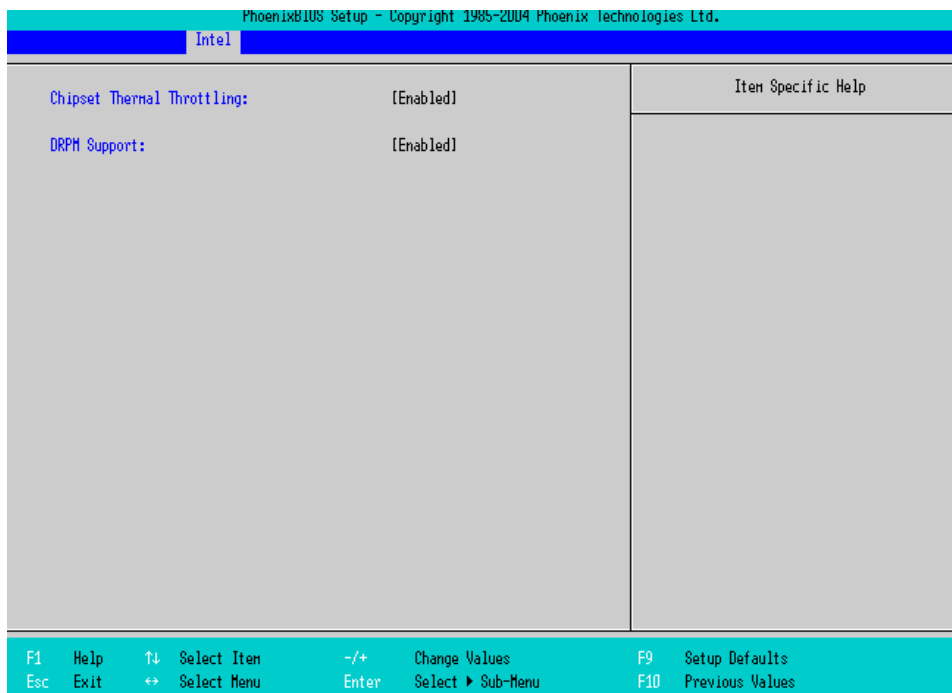 PhoenixBIOS Setup - Copyright 1985-2004 Phoenix Technologies Ltd.
Intel
Chipset Thermal Throttling: [Enabled]
DRPM Support: [Enabled]
Item Specific Help
F1 Help ↑↓ Select Item -/+ Change Values F9 Setup Defaults
Esc Exit ↔ Select Menu Enter Select ▶ Sub-Menu F10 Previous Values